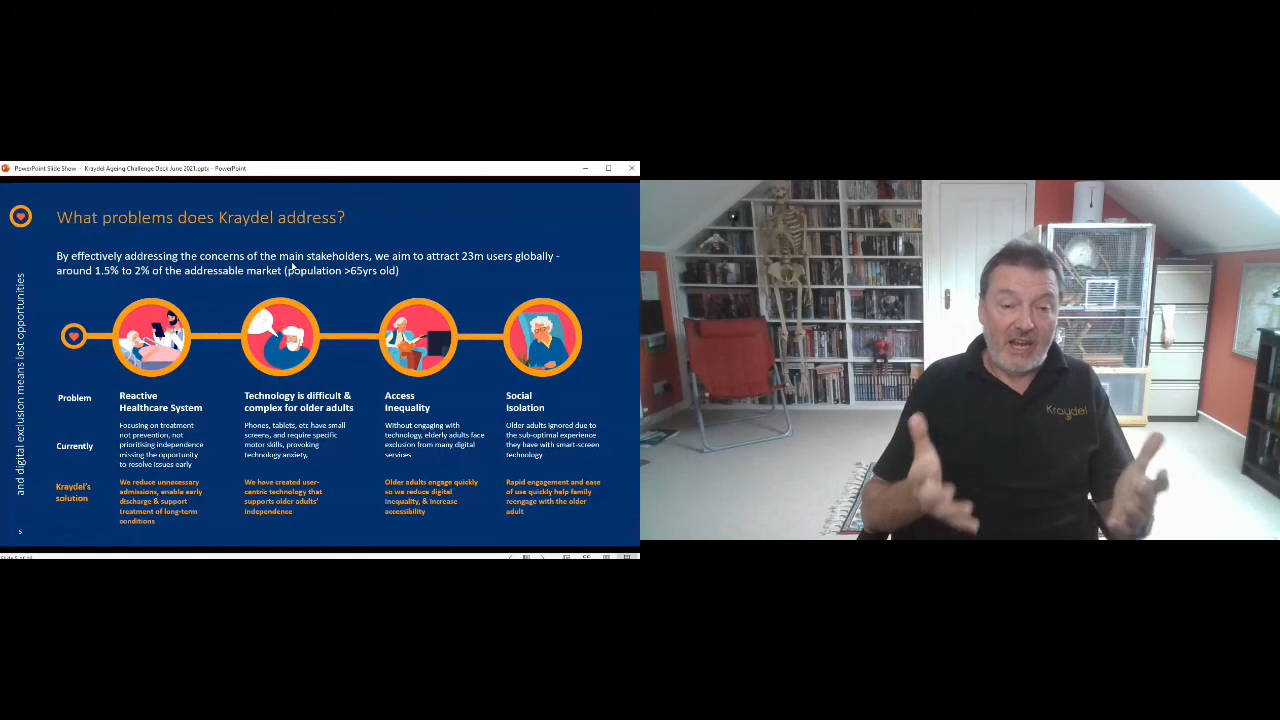 PowerPoint Slide Show - Kraydel Ageing Challenge Deck June 2021.pptx - PowerPoint
What problems does Kraydel address?
By effectively addressing the concerns of the main stakeholders, we aim to attract 23m users globally -
around 1.5% to 2% of the addressable market (population >65yrs old)
and digital exclusion means lost opportunities
Problem
Reactive
Healthcare System
Technology is difficult &
complex for older adults
Access
Inequality
Social
Isolation
Currently
Focusing on treatment
not prevention, not
prioritising independence
missing the opportunity
to resolve issues early
Phones, tablets, etc have small
screens, and require specific
motor skills, provoking
technology anxiety,
Without engaging with
technology, elderly adults face
exclusion from many digital
services
Older adults ignored due to
the sub-optimal experience
they have with smart-screen
technology
Kraydel's
solution
We reduce unnecessary
admissions, enable early
discharge & support
treatment of long-term
conditions
We have created user-
centric technology that
supports older adults'
independence
Older adults engage quickly
so we reduce digital
inequality, & increase
accessibility
Rapid engagement and ease
of use quickly help family
reengage with the older
adult
5
Kraydel